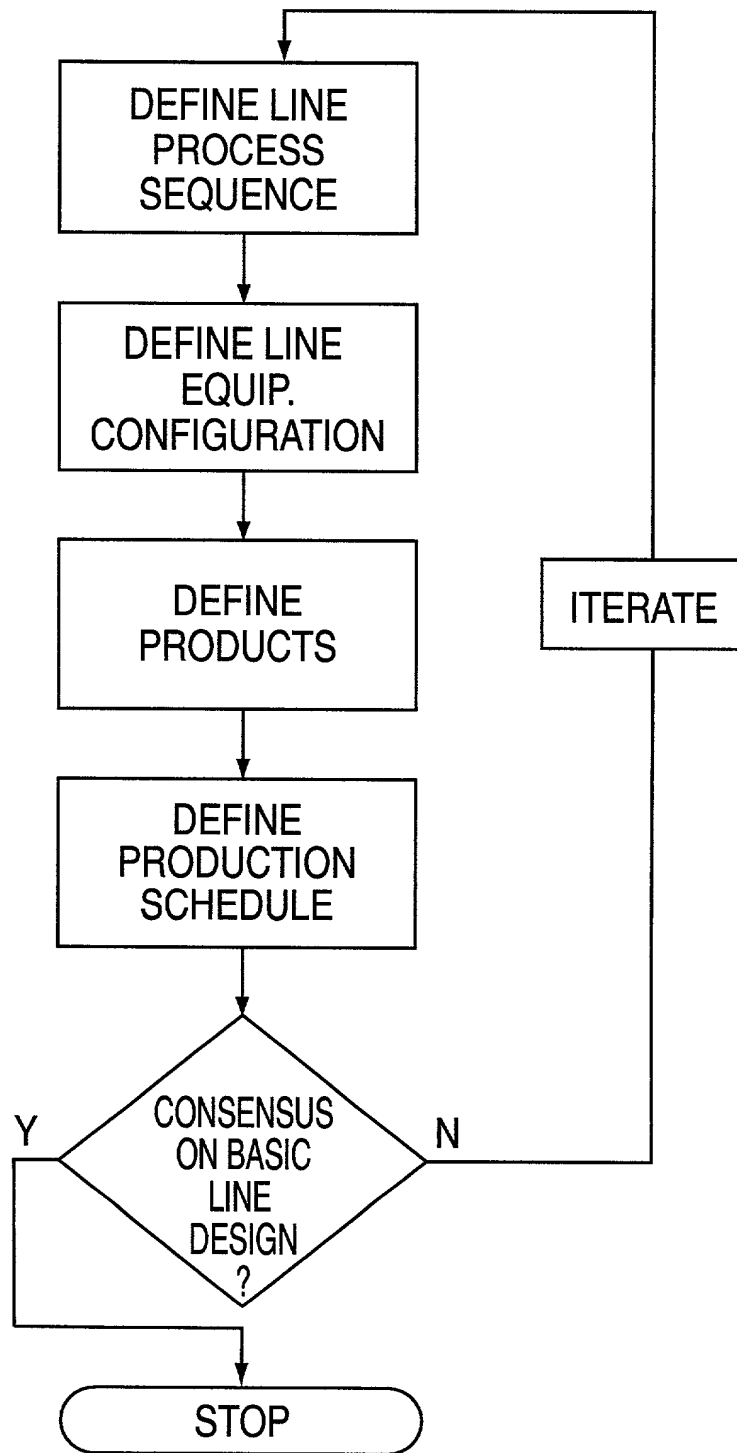 DEFINE LINE
PROCESS
SEQUENCE
DEFINE LINE
EQUIP.
CONFIGURATION
DEFINE
PRODUCTS
ITERATE
DEFINE
PRODUCTION
SCHEDULE
Y
CONSENSUS
ON BASIC
LINE
DESIGN
?
N
STOP